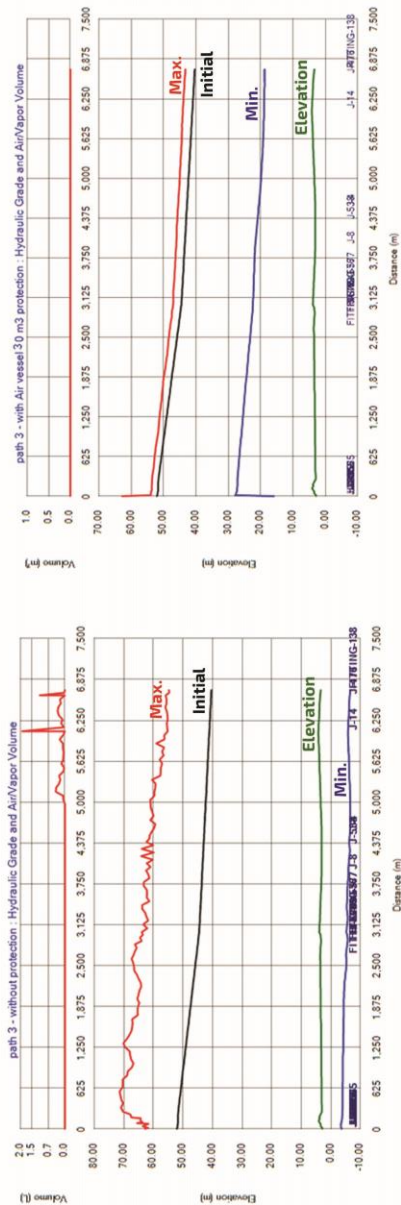 path 3 - without protection : Hydraulic Grade and Air/Vapor Volume
Volume (L)
2.0
1.5
1.0
0.0
Elevation (m)
80.00
70.00
60.00
50.00
40.00
30.00
20.00
10.00
0.00
-10.00
Max.
Initial
Elevation
Min.
J-8
J-14
0
625
1,250
1,875
2,500
3,125
3,750
4,375
5,000
5,625
6,250
6,875
7,500
Distance (m)
path 3 - with Air vessel 30 m3 protection : Hydraulic Grade and Air/Vapor Volume
Volume (m³)
1.0
0.0
Elevation (m)
70.00
60.00
50.00
40.00
30.00
20.00
10.00
0.00
-10.00
Max.
Initial
Min.
Elevation
J-8
J-14
0
625
1,250
1,875
2,500
3,125
3,750
4,375
5,000
5,625
6,250
6,875
7,500
Distance (m)